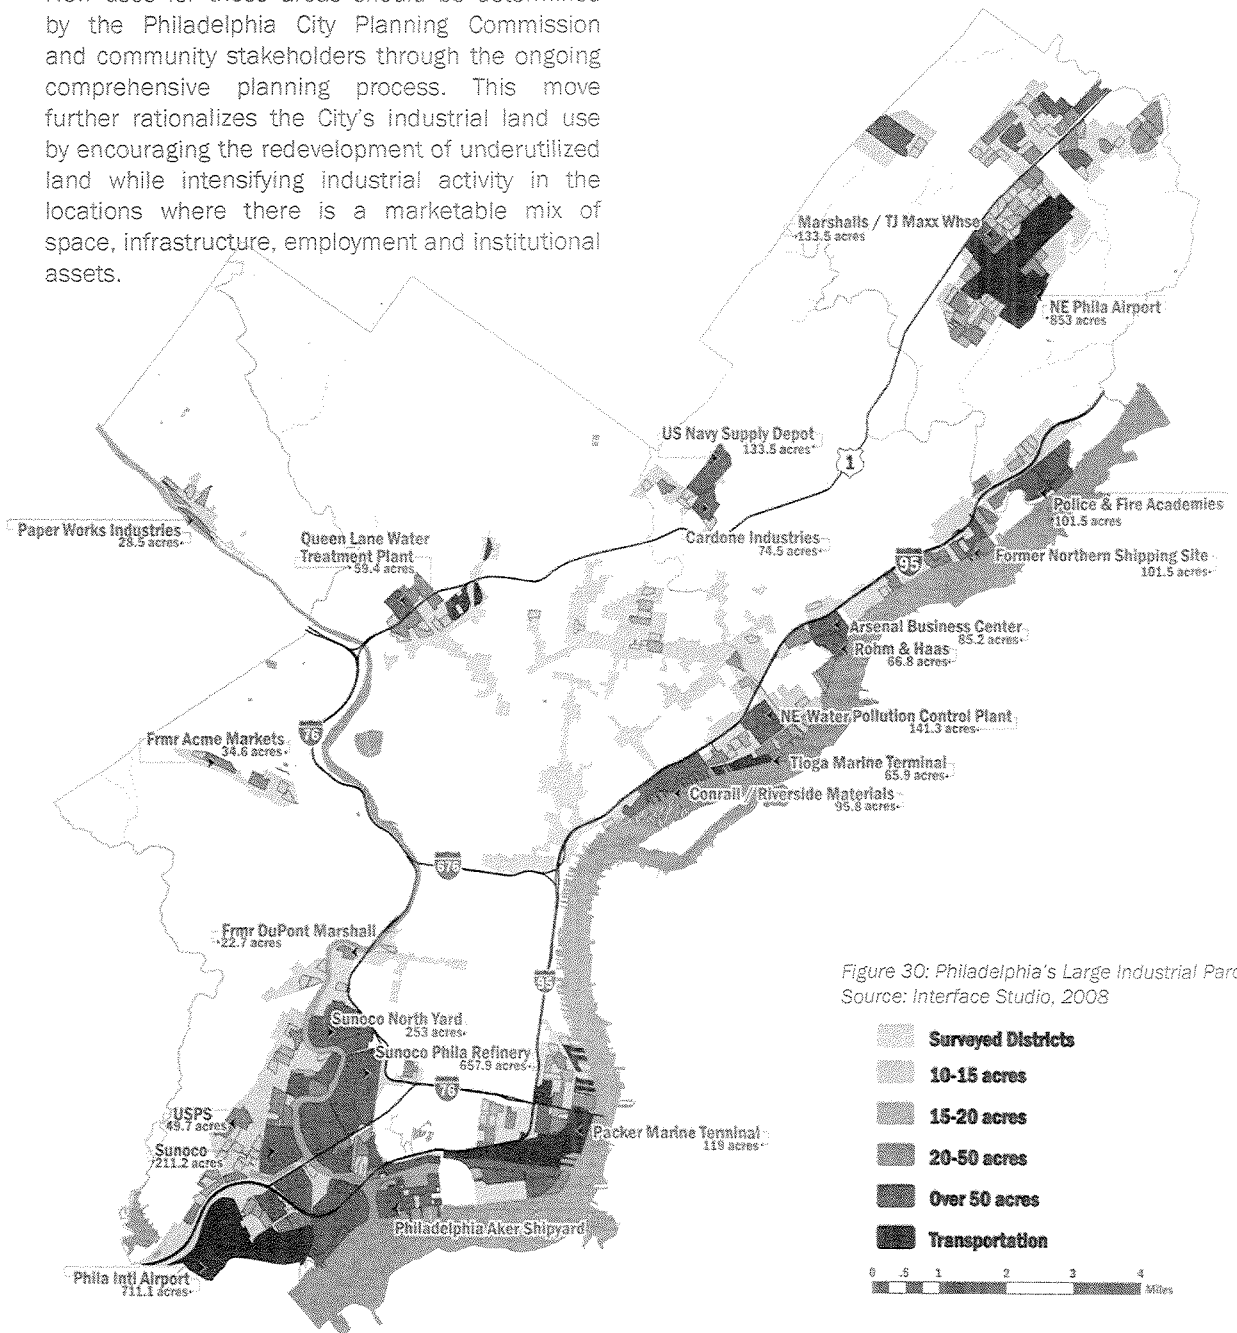 by the Philadelphia City Planning Commission
and community stakeholders through the ongoing
comprehensive planning process. This move
further rationalizes the City's industrial land use
by encouraging the redevelopment of underutilized
land while intensifying industrial activity in the
locations where there is a marketable mix of
space, infrastructure, employment and institutional
assets.
Marshalls / TJ Maxx Whse
133.5 acres
NE Phila Airport
853 acres
US Navy Supply Depot
133.5 acres
1
Paper Works Industries
28.5 acres
Queen Lane Water
Treatment Plant
59.4 acres
Cardone Industries
74.5 acres
Police & Fire Academies
101.5 acres
95
Former Northern Shipping Site
101.5 acres
Arsenal Business Center
85.2 acres
Rohm & Haas
66.8 acres
NE Water Pollution Control Plant
141.3 acres
76
Frmr Acme Markets
34.6 acres
Tioga Marine Terminal
65.9 acres
Conrail / Riverside Materials
95.8 acres
676
Frmr DuPont Marshall
22.7 acres
95
Sunoco North Yard
253 acres
Sunoco Phila Refinery
657.9 acres
76
USPS
49.7 acres
Sunoco
211.2 acres
Packer Marine Terminal
119 acres
Philadelphia Aker Shipyard
Phila Intl Airport
711.1 acres
Figure 30: Philadelphia's Large Industrial
Source: Interface Studio, 2008
Surveyed Districts
10-15 acres
15-20 acres
20-50 acres
Over 50 acres
Transportation
0 .5 1 2 3 4
Miles